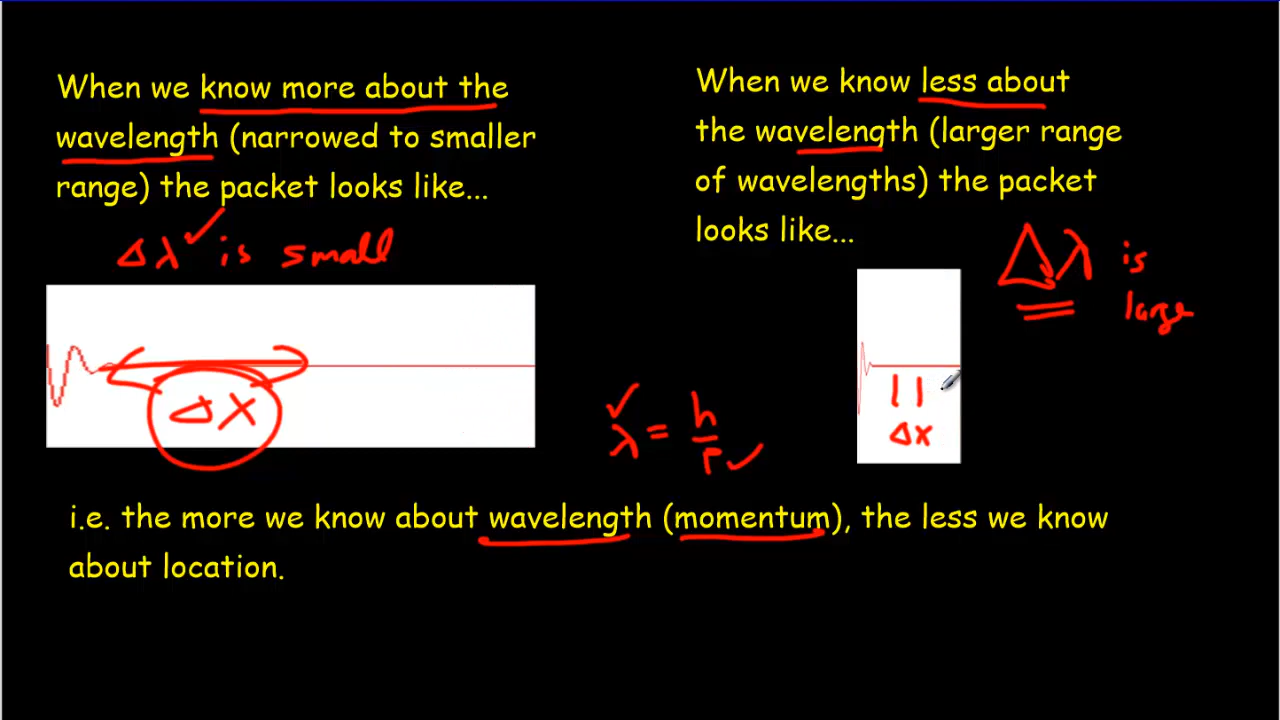 When we know more about the
wavelength (narrowed to smaller
range) the packet looks like...
Δλ is small
Δx
When we know less about
the wavelength (larger range
of wavelengths) the packet
looks like...
Δλ is
large
λ = h/p
Δx
i.e. the more we know about wavelength (momentum), the less we know
about location.